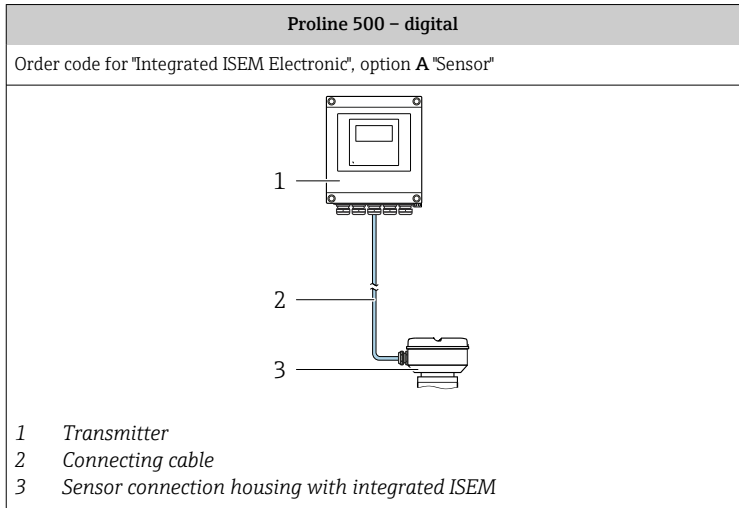 Proline 500 – digital
Order code for "Integrated ISEM Electronic", option A "Sensor"
1
2
3
1 Transmitter
2 Connecting cable
3 Sensor connection housing with integrated ISEM